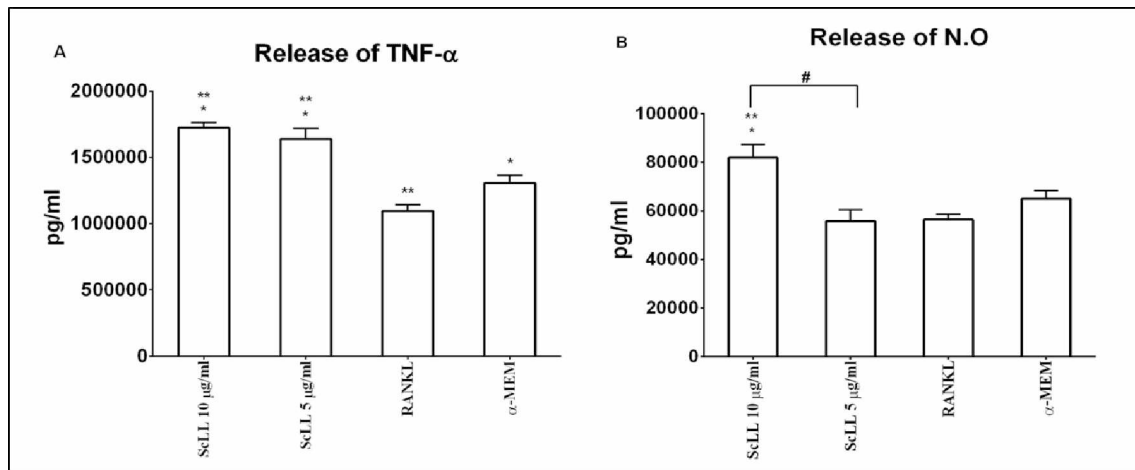 A
Release of TNF-α
2000000
1500000
1000000
500000
0
pg/ml
**
*
**
*
**
*
ScLL 10 μg/ml
ScLL 5 μg/ml
RANKL
α-MEM
B
Release of N.O
#
100000
80000
60000
40000
20000
0
pg/ml
**
*
ScLL 10 μg/ml
ScLL 5 μg/ml
RANKL
α-MEM